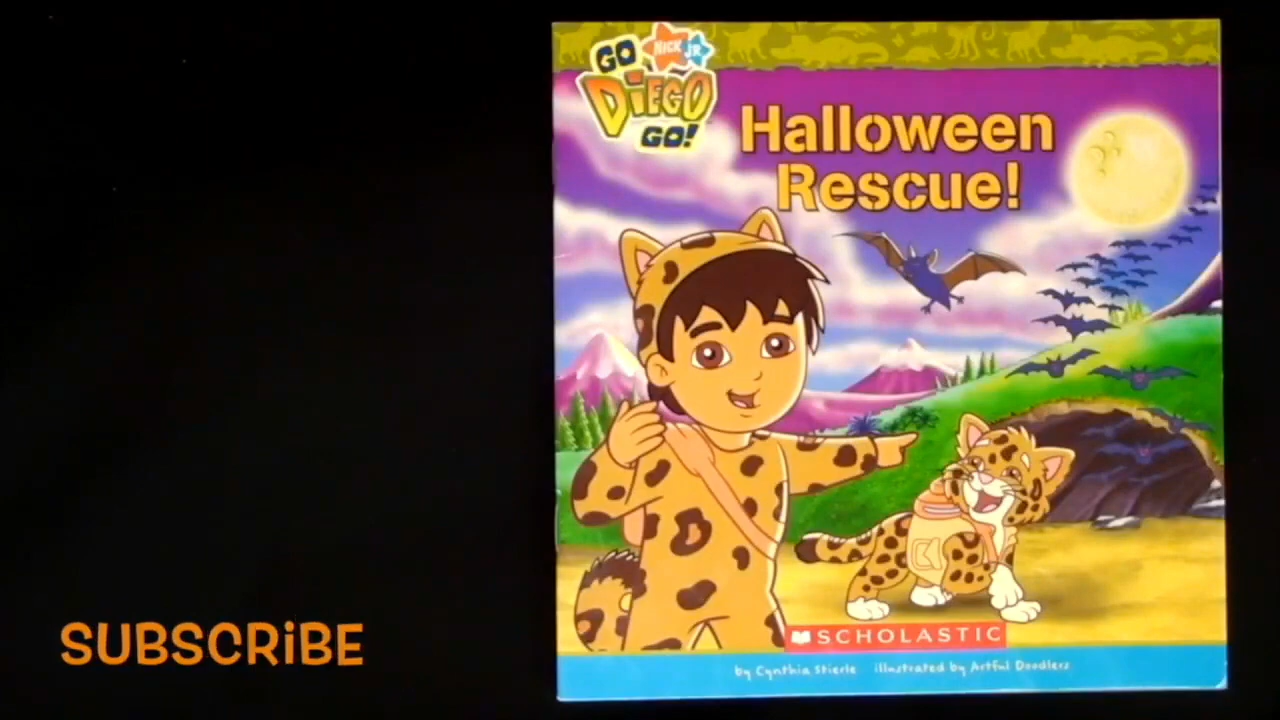 GO
NICK JR
DIEGO
GO!
Halloween
Rescue!
SUBSCRiBE
SCHOLASTIC
by Cynthia Stierle illustrated by Artful Doodlers